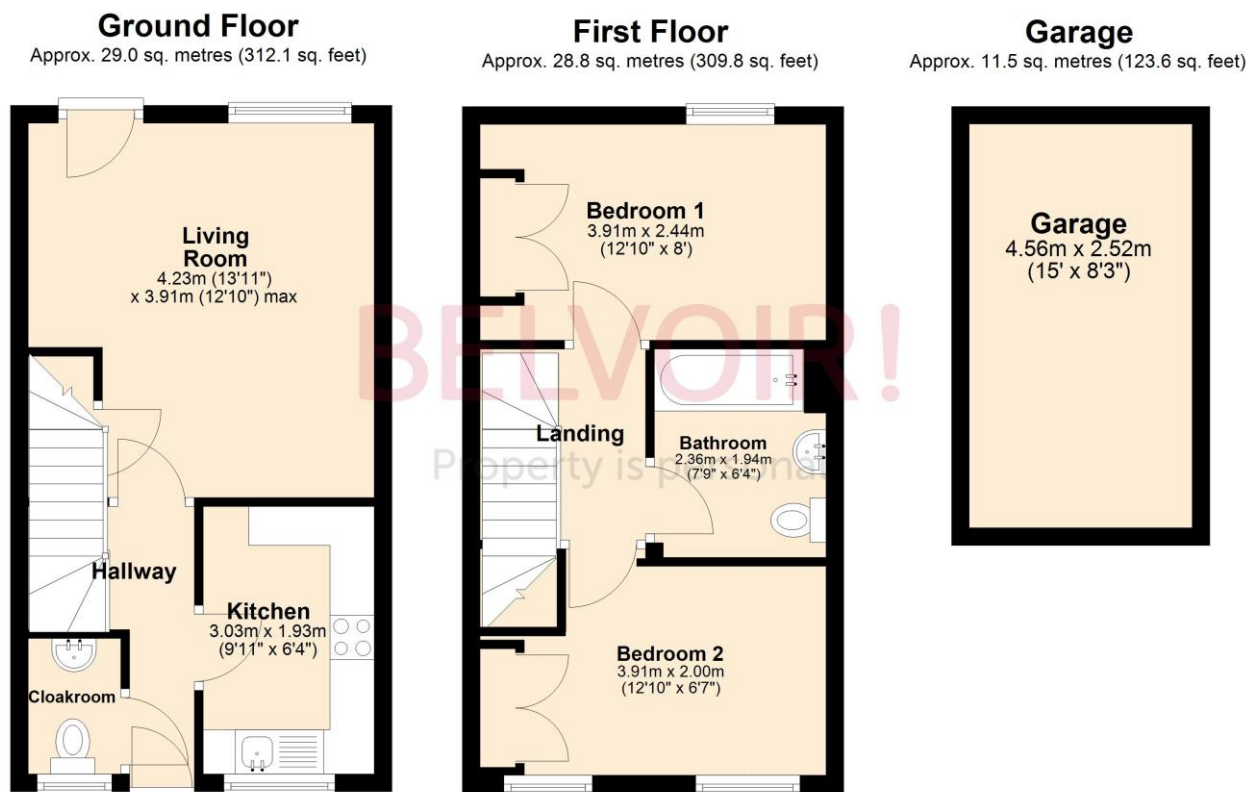 Ground Floor
Approx. 29.0 sq. metres (312.1 sq. feet)
Living
Room
4.23m (13'11")
x 3.91m (12'10") max
Hallway
Kitchen
3.03m x 1.93m
(9'11" x 6'4")
Cloakroom
First Floor
Approx. 28.8 sq. metres (309.8 sq. feet)
Bedroom 1
3.91m x 2.44m
(12'10" x 8')
Landing
Bathroom
2.36m x 1.94m
(7'9" x 6'4")
Bedroom 2
3.91m x 2.00m
(12'10" x 6'7")
Garage
Approx. 11.5 sq. metres (123.6 sq. feet)
Garage
4.56m x 2.52m
(15' x 8'3")
BELVOIR!
Property is personal